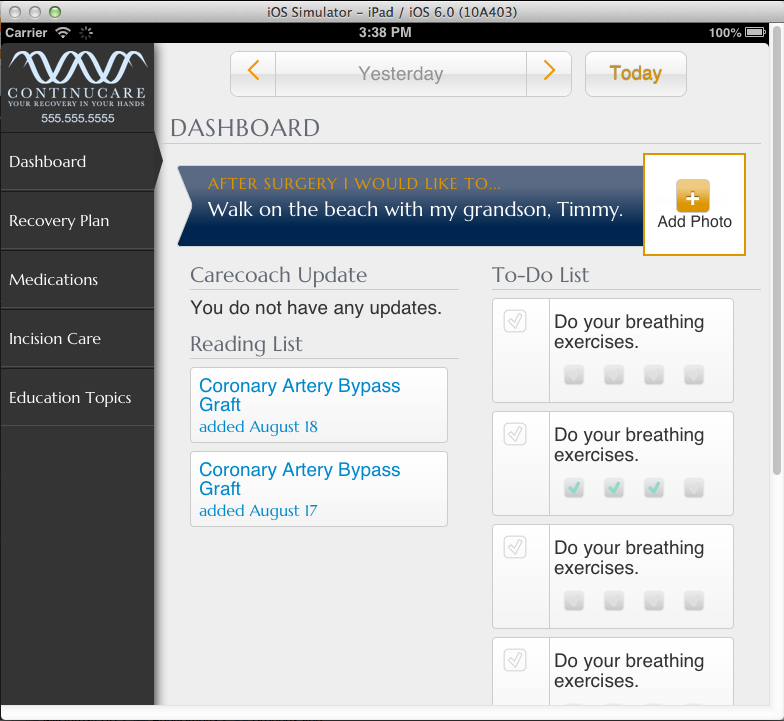 iOS Simulator – iPad / iOS 6.0 (10A403)
Carrier 3:38 PM 100%
CONTINUCARE
YOUR RECOVERY IN YOUR HANDS
555.555.5555
Yesterday
Today
Dashboard
Recovery Plan
Medications
Incision Care
Education Topics
DASHBOARD
AFTER SURGERY I WOULD LIKE TO...
Walk on the beach with my grandson, Timmy.
Add Photo
Carecoach Update
You do not have any updates.
Reading List
Coronary Artery Bypass
Graft
added August 18
Coronary Artery Bypass
Graft
added August 17
To-Do List
Do your breathing
exercises.
Do your breathing
exercises.
Do your breathing
exercises.
Do your breathing
exercises.